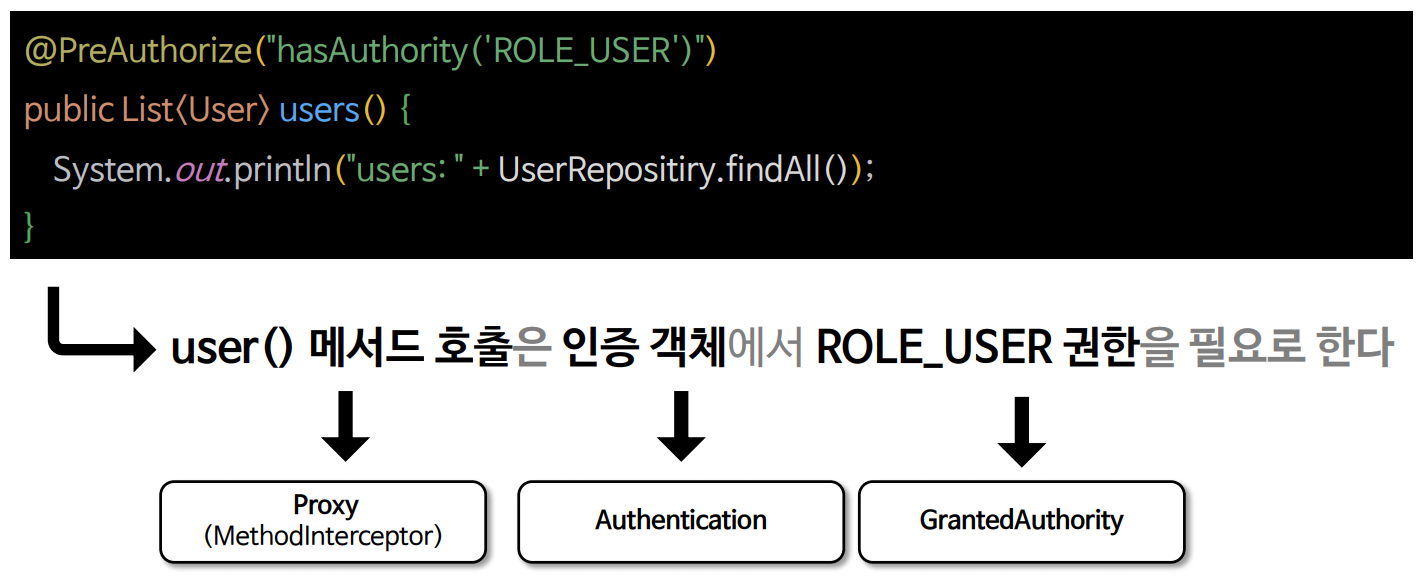 @PreAuthorize("hasAuthority('ROLE_USER')")
public List<User> users() {
System.out.println("users: " + UserRepositiry.findAll());
}
user() 메서드 호출은 인증 객체에서 ROLE_USER 권한을 필요로 한다
Proxy
(MethodInterceptor)
Authentication
GrantedAuthority